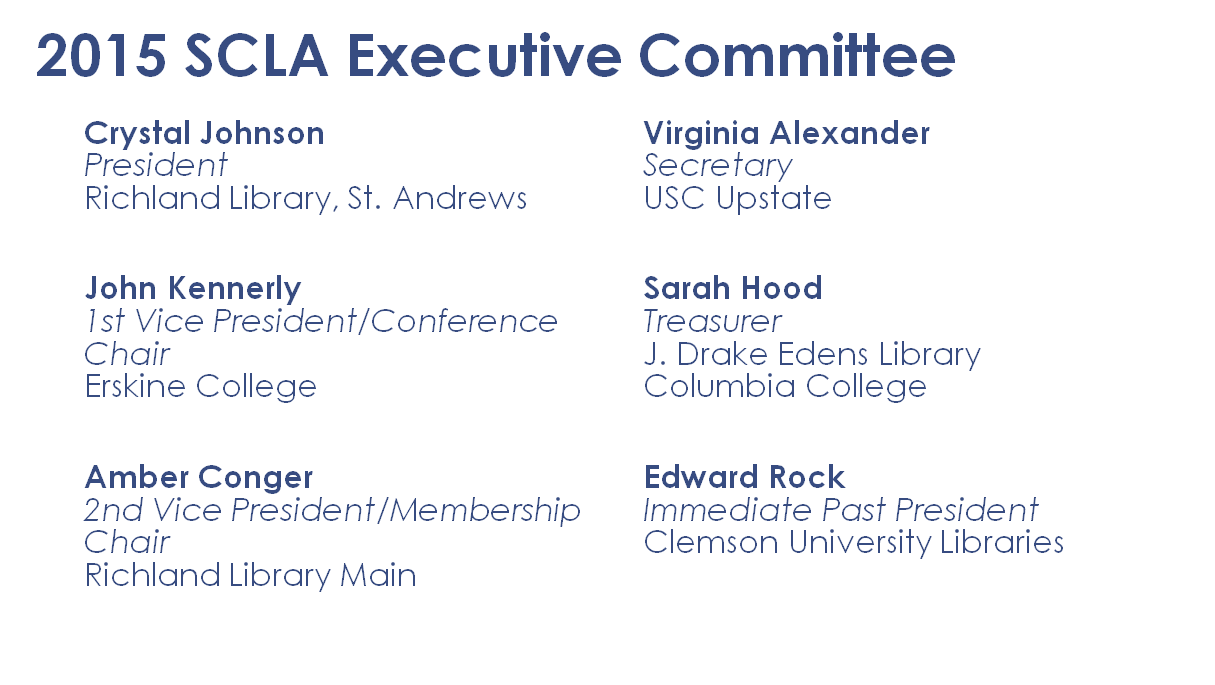 2015 SCLA Executive Committee
Crystal Johnson
President
Richland Library, St. Andrews
John Kennerly
1st Vice President/Conference
Chair
Erskine College
Amber Conger
2nd Vice President/Membership
Chair
Richland Library Main
Virginia Alexander
Secretary
USC Upstate
Sarah Hood
Treasurer
J. Drake Edens Library
Columbia College
Edward Rock
Immediate Past President
Clemson University Libraries